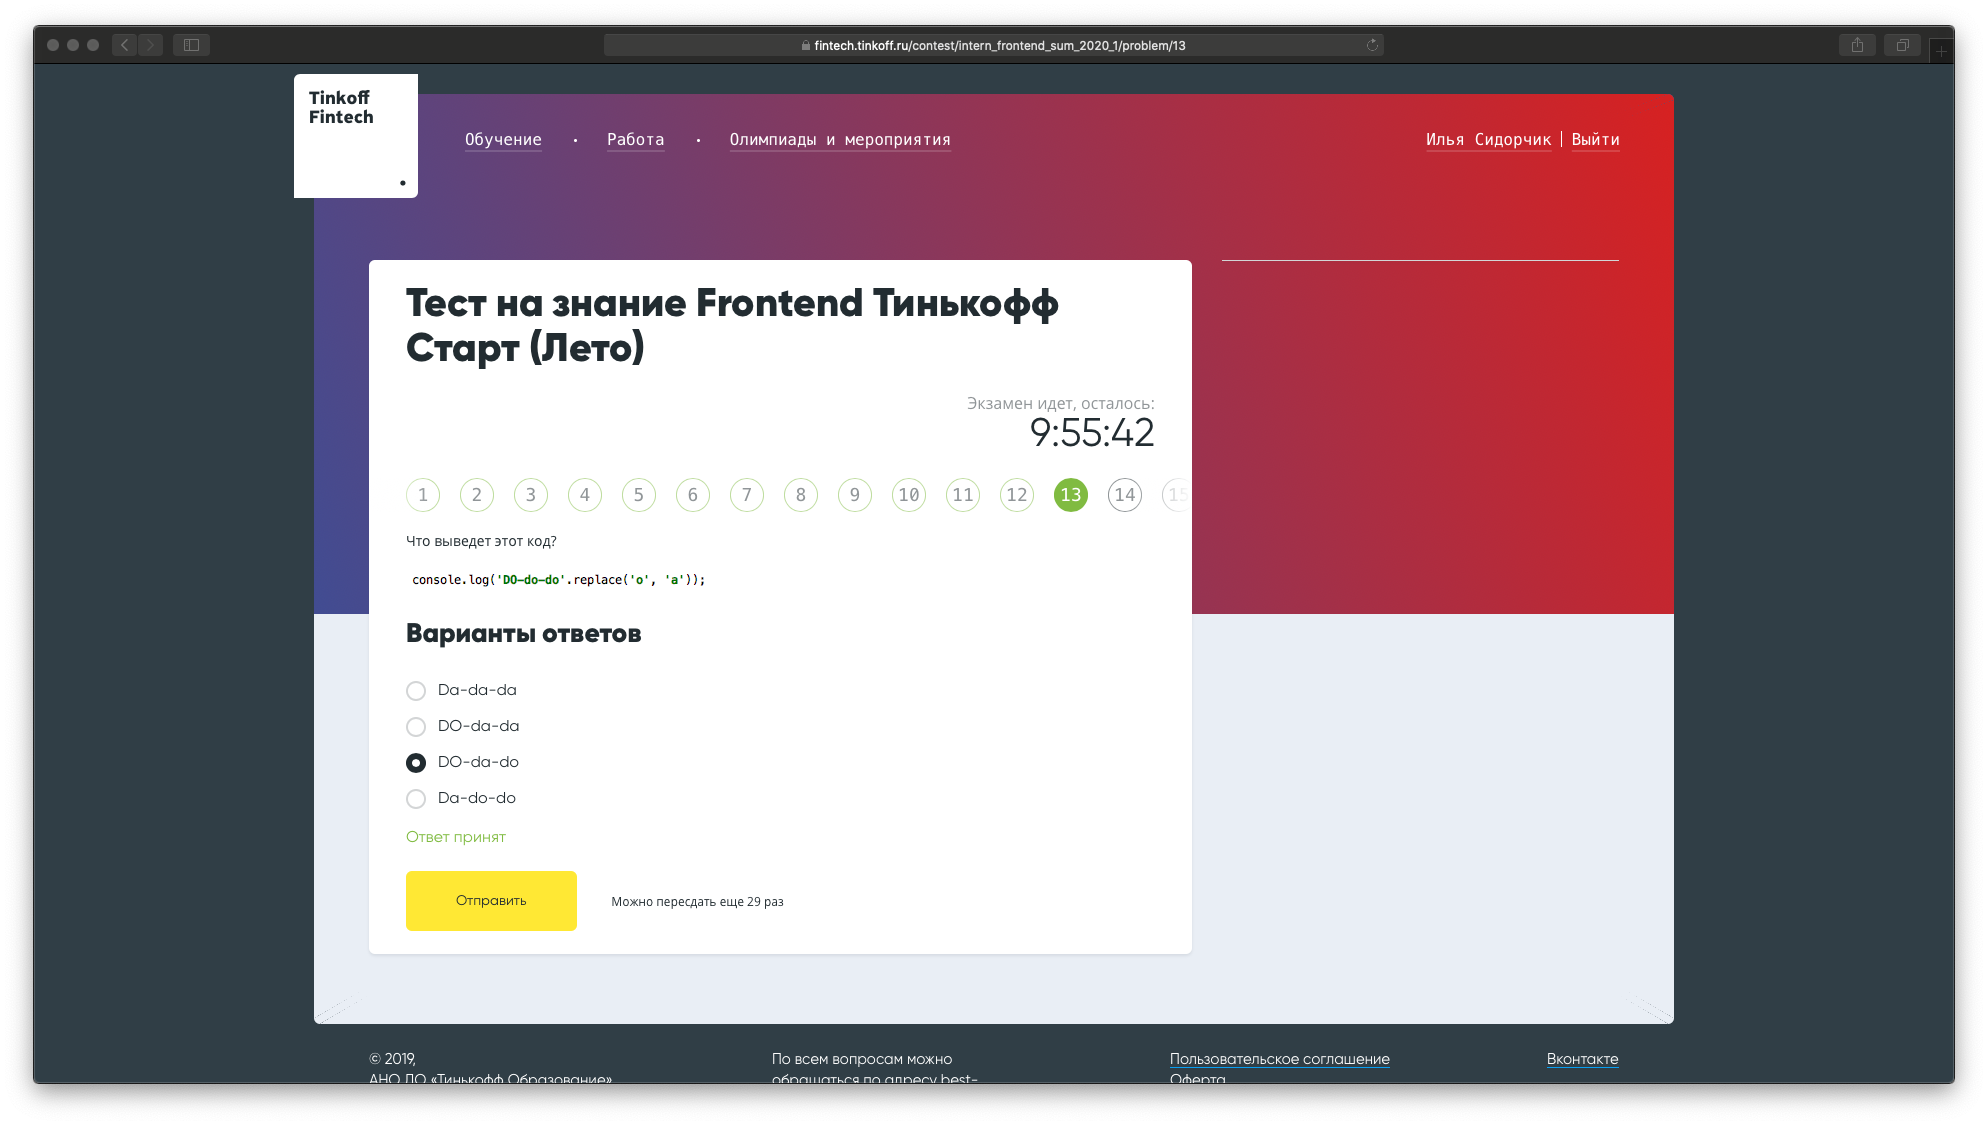 fintech.tinkoff.ru/contest/intern_frontend_sum_2020_1/problem/13
Tinkoff
Fintech
Обучение · Работа · Олимпиады и мероприятия
Илья Сидорчик | Выйти
Тест на знание Frontend Тинькофф
Старт (Лето)
Экзамен идет, осталось:
9:55:42
1 2 3 4 5 6 7 8 9 10 11 12 13 14 15
Что выведет этот код?
console.log('DO-do-do'.replace('o', 'a'));
Варианты ответов
Da-da-da
DO-da-da
DO-da-do
Da-do-do
Ответ принят
Отправить
Можно пересдать еще 29 раз
© 2019,
АНО ДО «Тинькофф Образование»
По всем вопросам можно
обращаться по адресу best-
Пользовательское соглашение
Оферта
Вконтакте